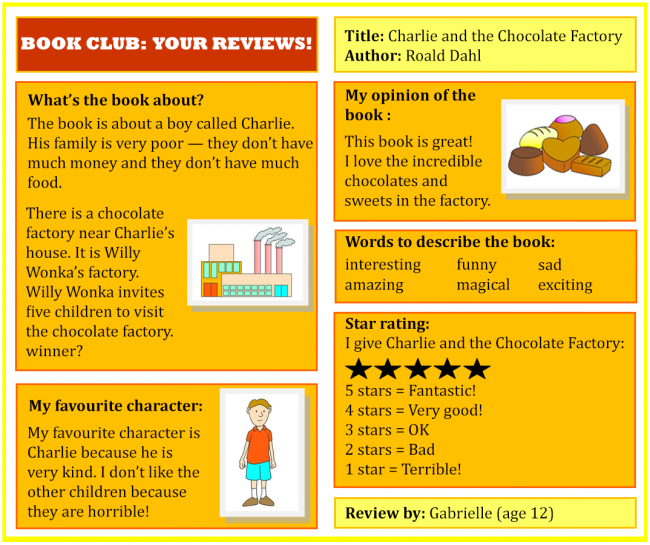 BOOK CLUB: YOUR REVIEWS!
Title: Charlie and the Chocolate Factory
Author: Roald Dahl
What's the book about?
The book is about a boy called Charlie.
His family is very poor — they don't have
much money and they don't have much
food.
There is a chocolate
factory near Charlie's
house. It is Willy
Wonka's factory.
Willy Wonka invites
five children to visit
the chocolate factory.
winner?
My favourite character:
My favourite character is
Charlie because he is
very kind. I don't like the
other children because
they are horrible!
My opinion of the
book :
This book is great!
I love the incredible
chocolates and
sweets in the factory.
Words to describe the book:
interesting funny sad
amazing magical exciting
Star rating:
I give Charlie and the Chocolate Factory:
5 stars = Fantastic!
4 stars = Very good!
3 stars = OK
2 stars = Bad
1 star = Terrible!
Review by: Gabrielle (age 12)